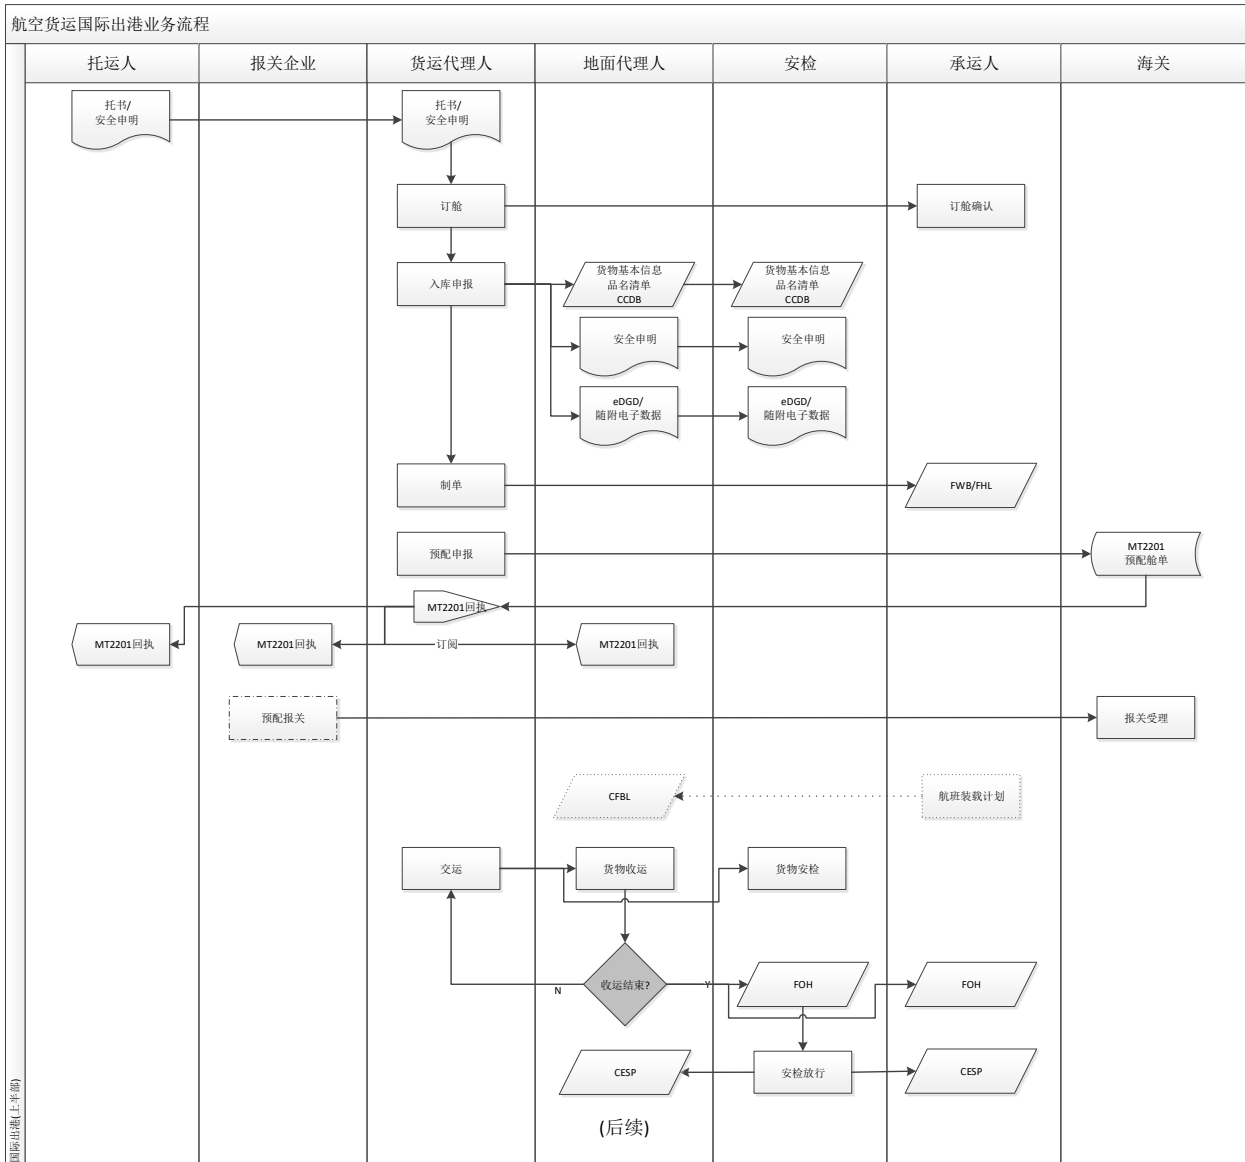 航空货运国际出港业务流程
托运人
报关企业
货运代理人
地面代理人
安检
承运人
海关
托书/
安全申明
托书/
安全申明
订舱
订舱确认
入库申报
货物基本信息
品名清单
CCDB
货物基本信息
品名清单
CCDB
安全申明
安全申明
eDGD/
随附电子数据
eDGD/
随附电子数据
制单
FWB/FHL
预配申报
MT2201
预配舱单
MT2201回执
MT2201回执
MT2201回执
订阅
MT2201回执
预配报关
报关受理
CFBL
航班装载计划
交运
货物收运
货物安检
收运结束?
N
Y
FOH
FOH
CESP
安检放行
CESP
(后续)
国际出港(上半部)